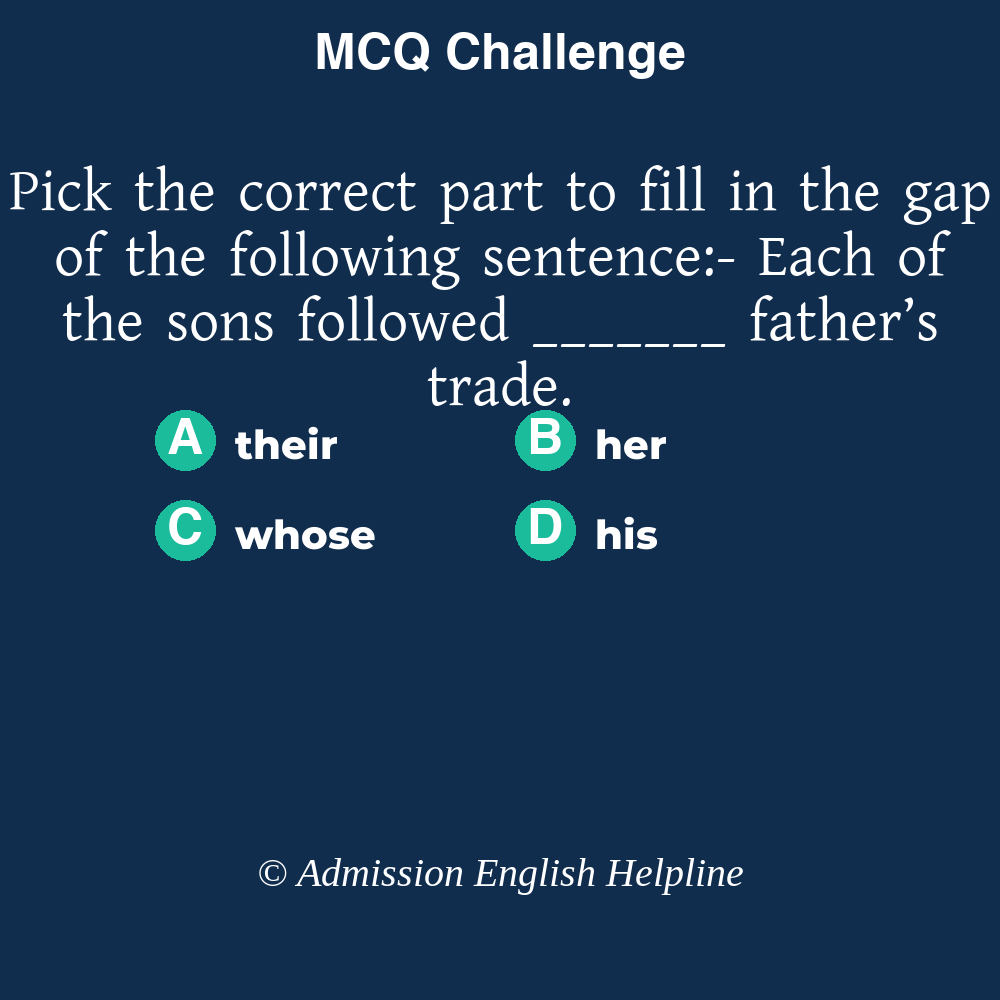 MCQ Challenge
Pick the correct part to fill in the gap
of the following sentence:- Each of
the sons followed _______ father’s
trade.
A their
B her
C whose
D his
© Admission English Helpline